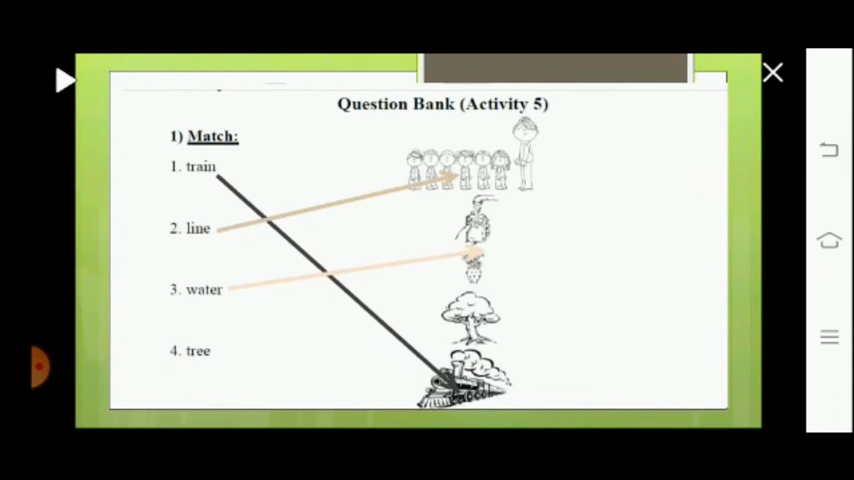 Question Bank (Activity 5)
1) Match:
1. train
2. line
3. water
4. tree